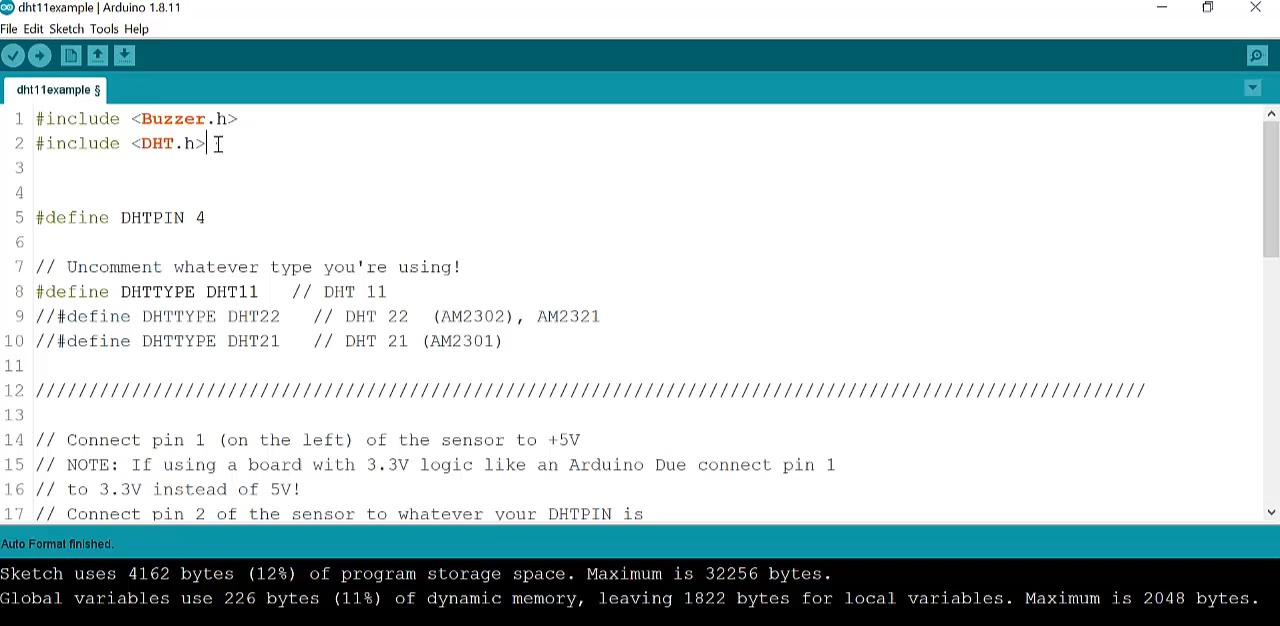 dht11example | Arduino 1.8.11
File Edit Sketch Tools Help
dht11example §
1 #include <Buzzer.h>
2 #include <DHT.h>
3
4
5 #define DHTPIN 4
6
7 // Uncomment whatever type you're using!
8 #define DHTTYPE DHT11   // DHT 11
9 //#define DHTTYPE DHT22   // DHT 22  (AM2302), AM2321
10 //#define DHTTYPE DHT21   // DHT 21 (AM2301)
11
12 ////////////////////////////////////////////////////////////////////////////////////////////////////////
13
14 // Connect pin 1 (on the left) of the sensor to +5V
15 // NOTE: If using a board with 3.3V logic like an Arduino Due connect pin 1
16 // to 3.3V instead of 5V!
17 // Connect pin 2 of the sensor to whatever your DHTPIN is
Auto Format finished.
Sketch uses 4162 bytes (12%) of program storage space. Maximum is 32256 bytes.
Global variables use 226 bytes (11%) of dynamic memory, leaving 1822 bytes for local variables. Maximum is 2048 bytes.